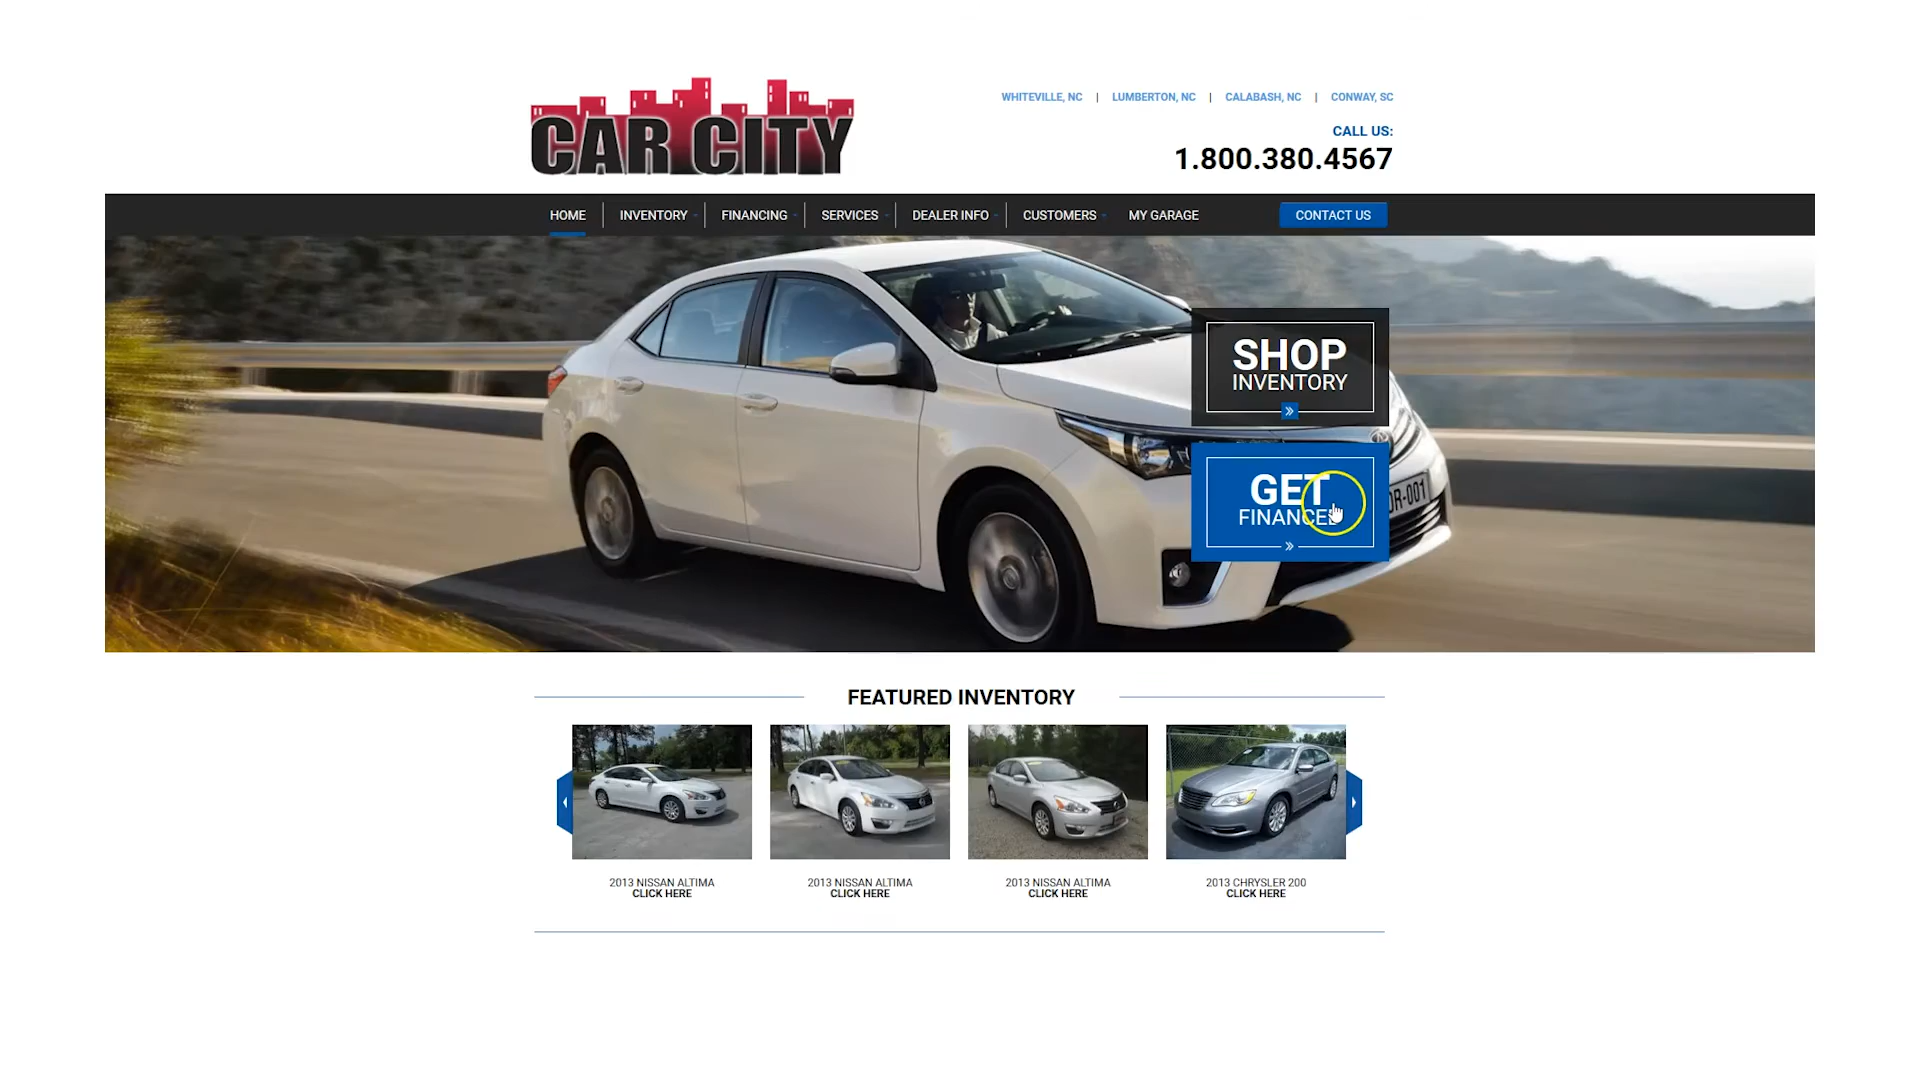 CAR CITY
WHITEVILLE, NC | LUMBERTON, NC | CALABASH, NC | CONWAY, SC
CALL US:
1.800.380.4567
HOME INVENTORY FINANCING SERVICES DEALER INFO CUSTOMERS MY GARAGE CONTACT US
SHOP
INVENTORY
GET
FINANCED
DR-001
FEATURED INVENTORY
2013 NISSAN ALTIMA
CLICK HERE
2013 NISSAN ALTIMA
CLICK HERE
2013 NISSAN ALTIMA
CLICK HERE
2013 CHRYSLER 200
CLICK HERE